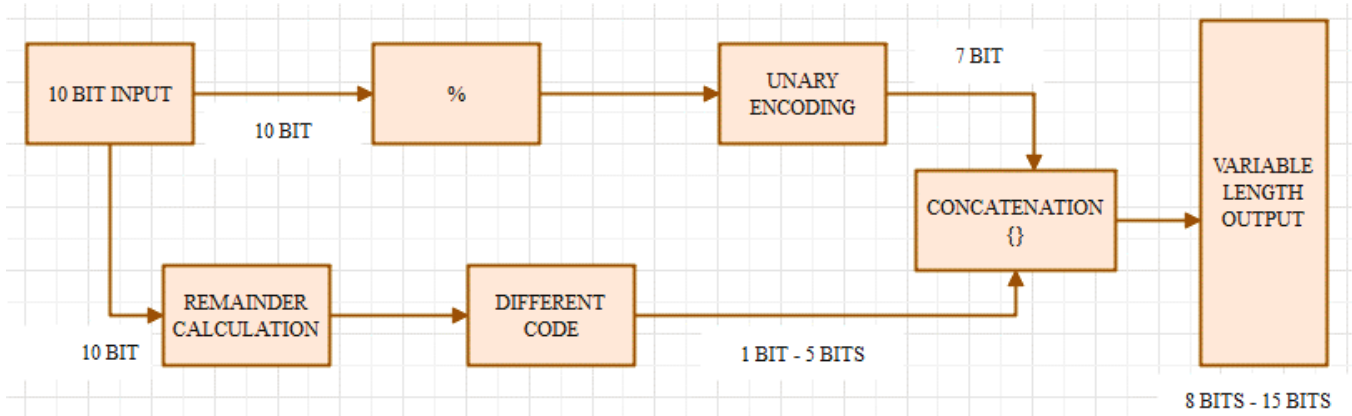 10 BIT INPUT
10 BIT
%
UNARY
ENCODING
7 BIT
CONCATENATION
{}
VARIABLE
LENGTH
OUTPUT
10 BIT
REMAINDER
CALCULATION
DIFFERENT
CODE
1 BIT - 5 BITS
8 BITS - 15 BITS